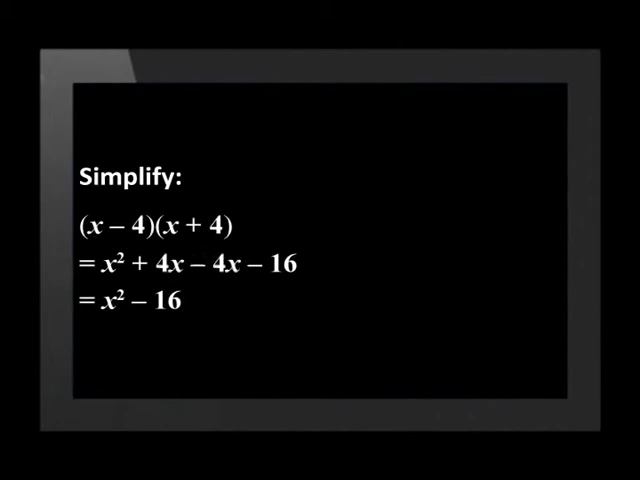 Simplify:
(x – 4)(x + 4)
= x² + 4x – 4x – 16
= x² – 16